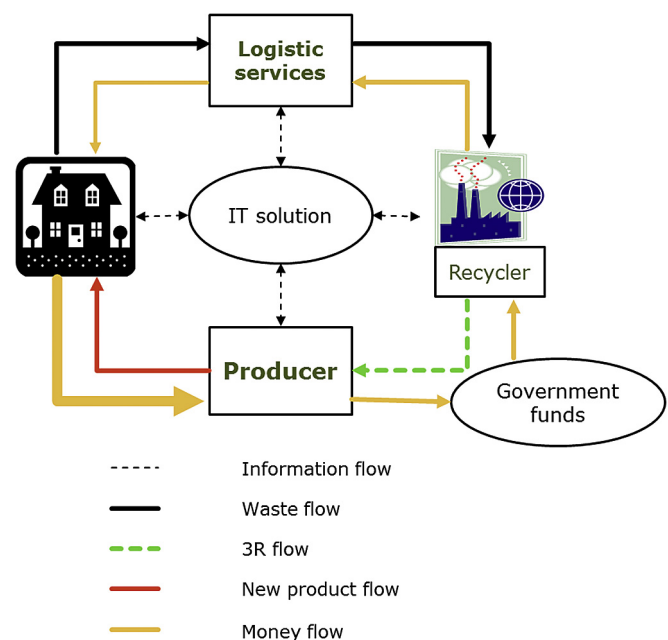 Logistic
services
IT solution
Recycler
Producer
Government
funds
Information flow
Waste flow
3R flow
New product flow
Money flow